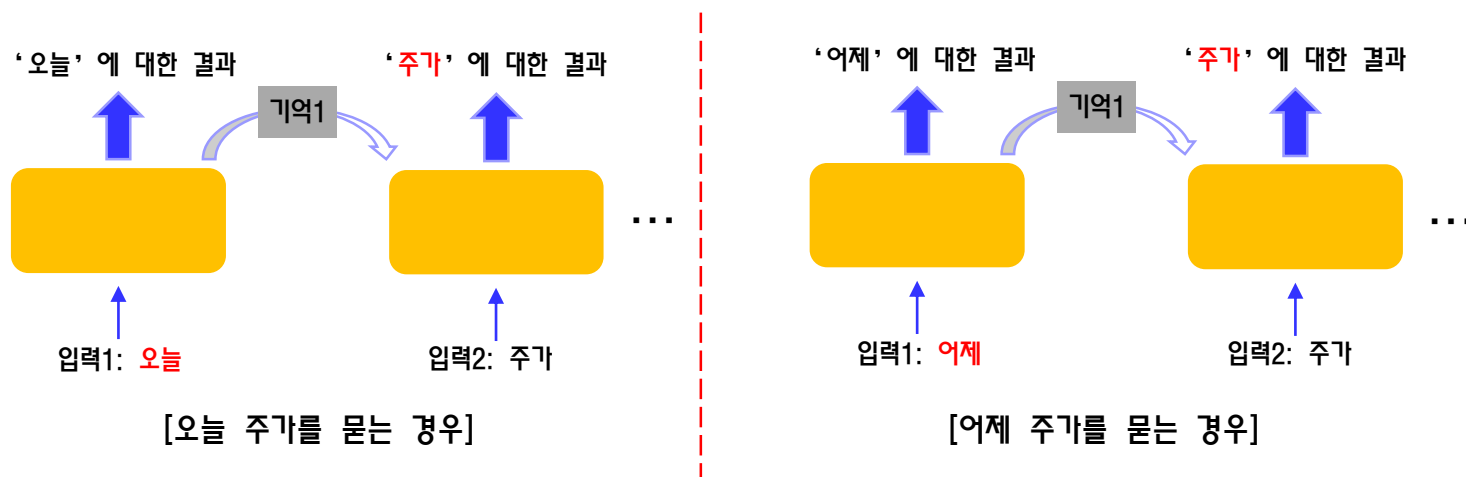 ‘오늘’ 에 대한 결과
‘주가’ 에 대한 결과
기억1
...
입력1: 오늘
입력2: 주가
[오늘 주가를 묻는 경우]
‘어제’ 에 대한 결과
‘주가’ 에 대한 결과
기억1
...
입력1: 어제
입력2: 주가
[어제 주가를 묻는 경우]